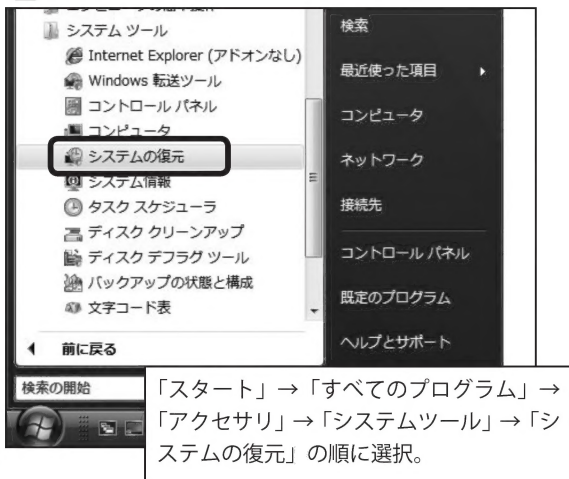 システム ツール
Internet Explorer (アドオンなし)
Windows 転送ツール
コントロール パネル
コンピュータ
システムの復元
システム情報
タスク スケジューラ
ディスク クリーンアップ
ディスク デフラグ ツール
バックアップの状態と構成
文字コード表
前に戻る
検索の開始
検索
最近使った項目
コンピュータ
ネットワーク
接続先
コントロール パネル
既定のプログラム
ヘルプとサポート
「スタート」→「すべてのプログラム」→
「アクセサリ」→「システムツール」→「シ
ステムの復元」の順に選択。